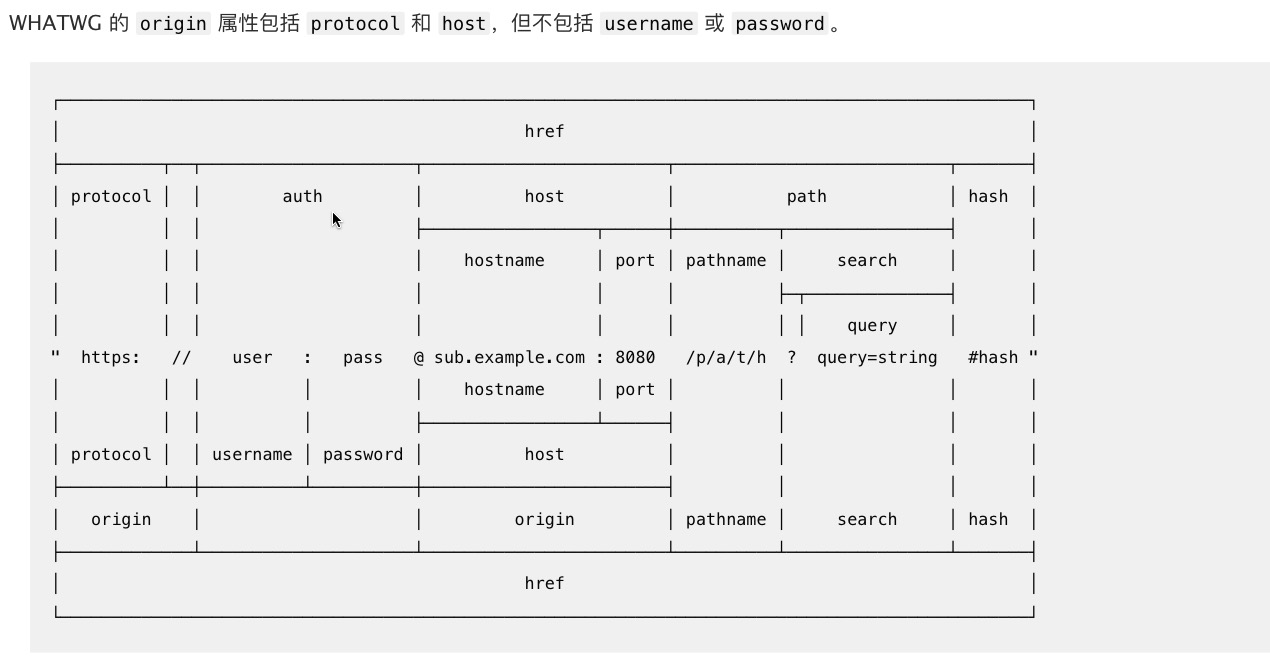 WHATWG 的 origin 属性包括 protocol 和 host，但不包括 username 或 password。
href
protocol auth host path hash
hostname port pathname search
query
" https: // user : pass @ sub.example.com : 8080 /p/a/t/h ? query=string #hash "
hostname port
protocol username password host
origin origin pathname search hash
href